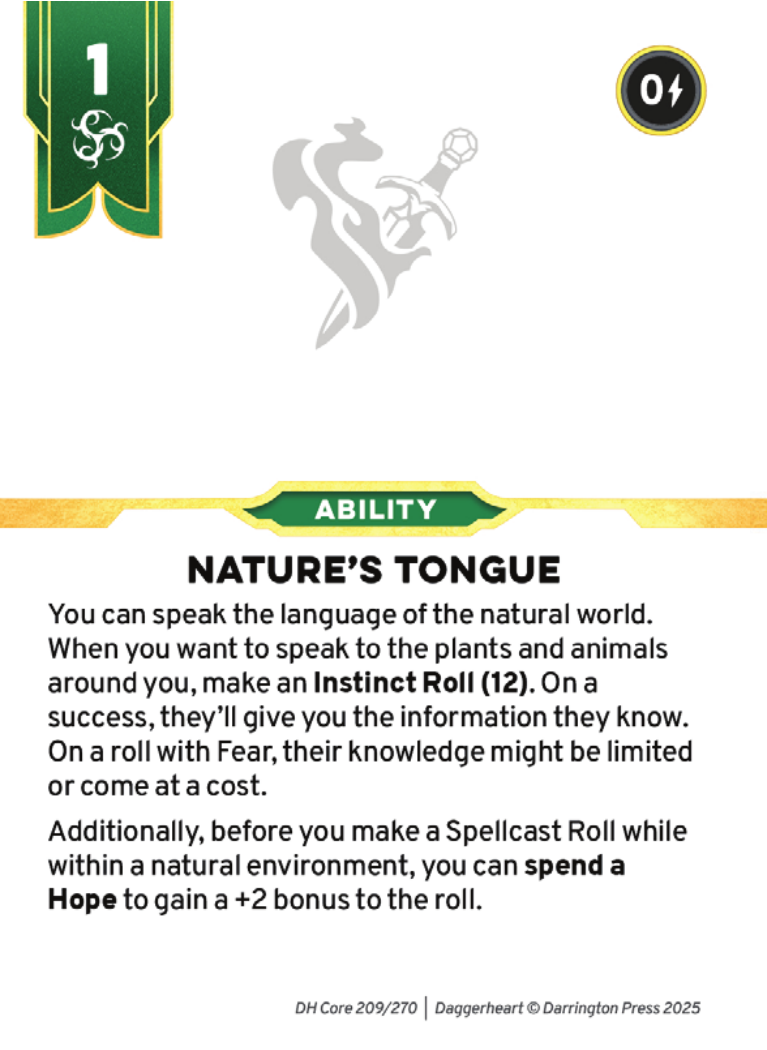 1
0
ABILITY
NATURE'S TONGUE
You can speak the language of the natural world.
When you want to speak to the plants and animals
around you, make an Instinct Roll (12). On a
success, they'll give you the information they know.
On a roll with Fear, their knowledge might be limited
or come at a cost.
Additionally, before you make a Spellcast Roll while
within a natural environment, you can spend a
Hope to gain a +2 bonus to the roll.
DH Core 209/270 | Daggerheart © Darrington Press 2025